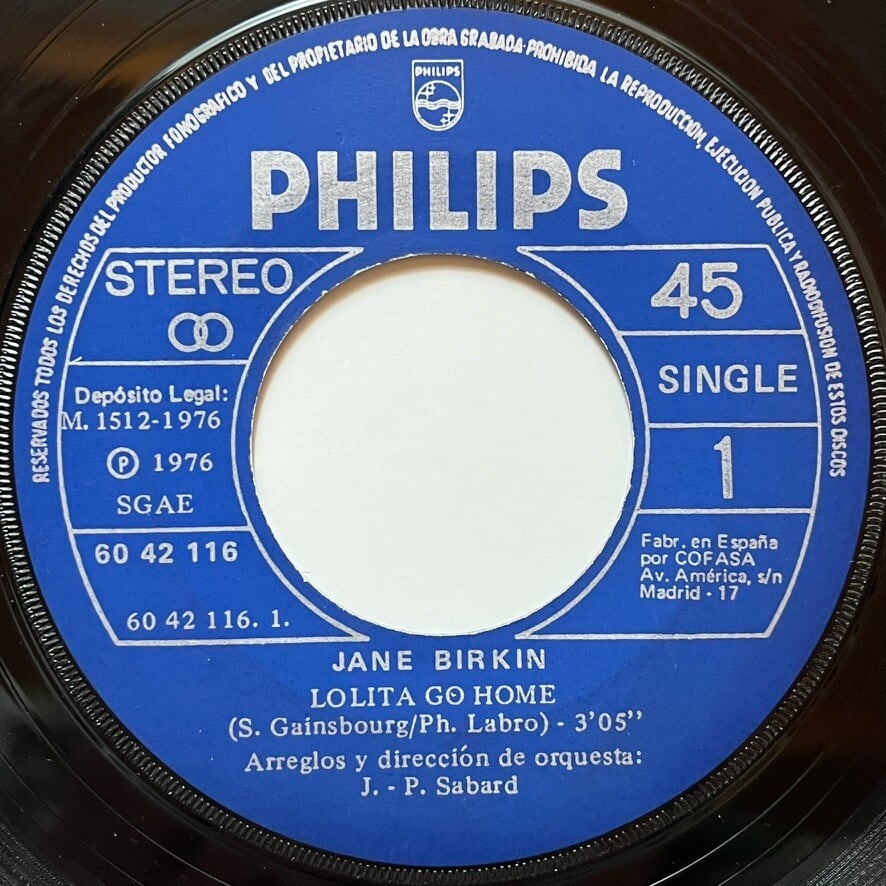 RESERVADOS TODOS LOS DERECHOS DEL PRODUCTOR FONOGRAFICO Y DEL PROPIETARIO DE LA OBRA GRABADA·PROHIBIDA LA REPRODUCCION, EJECUCION PUBLICA Y RADIODIFUSION DE ESTOS DISCOS
PHILIPS
PHILIPS
STEREO
45
SINGLE
Depósito Legal:
M. 1512-1976
Ⓟ 1976
SGAE
1
60 42 116
60 42 116. 1.
Fabr. en España
por COFASA
Av. América, s/n
Madrid - 17
JANE BIRKIN
LOLITA GO HOME
(S. Gainsbourg/Ph. Labro) - 3'05"
Arreglos y dirección de orquesta:
J. - P. Sabard